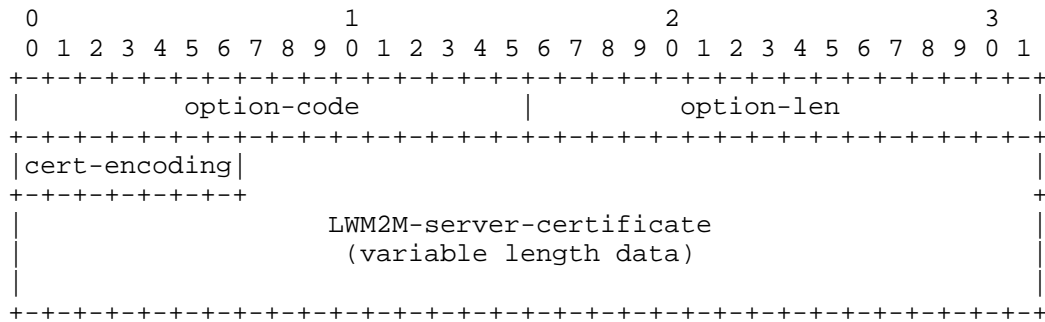 0                   1                   2                   3
 0 1 2 3 4 5 6 7 8 9 0 1 2 3 4 5 6 7 8 9 0 1 2 3 4 5 6 7 8 9 0 1
+-+-+-+-+-+-+-+-+-+-+-+-+-+-+-+-+-+-+-+-+-+-+-+-+-+-+-+-+-+-+-+-+
|          option-code          |         option-len            |
+-+-+-+-+-+-+-+-+-+-+-+-+-+-+-+-+-+-+-+-+-+-+-+-+-+-+-+-+-+-+-+-+
|cert-encoding|                                                 |
+-+-+-+-+-+-+-+                                                 +
|                   LWM2M-server-certificate                    |
|                    (variable length data)                     |
|                                                               |
+-+-+-+-+-+-+-+-+-+-+-+-+-+-+-+-+-+-+-+-+-+-+-+-+-+-+-+-+-+-+-+-+